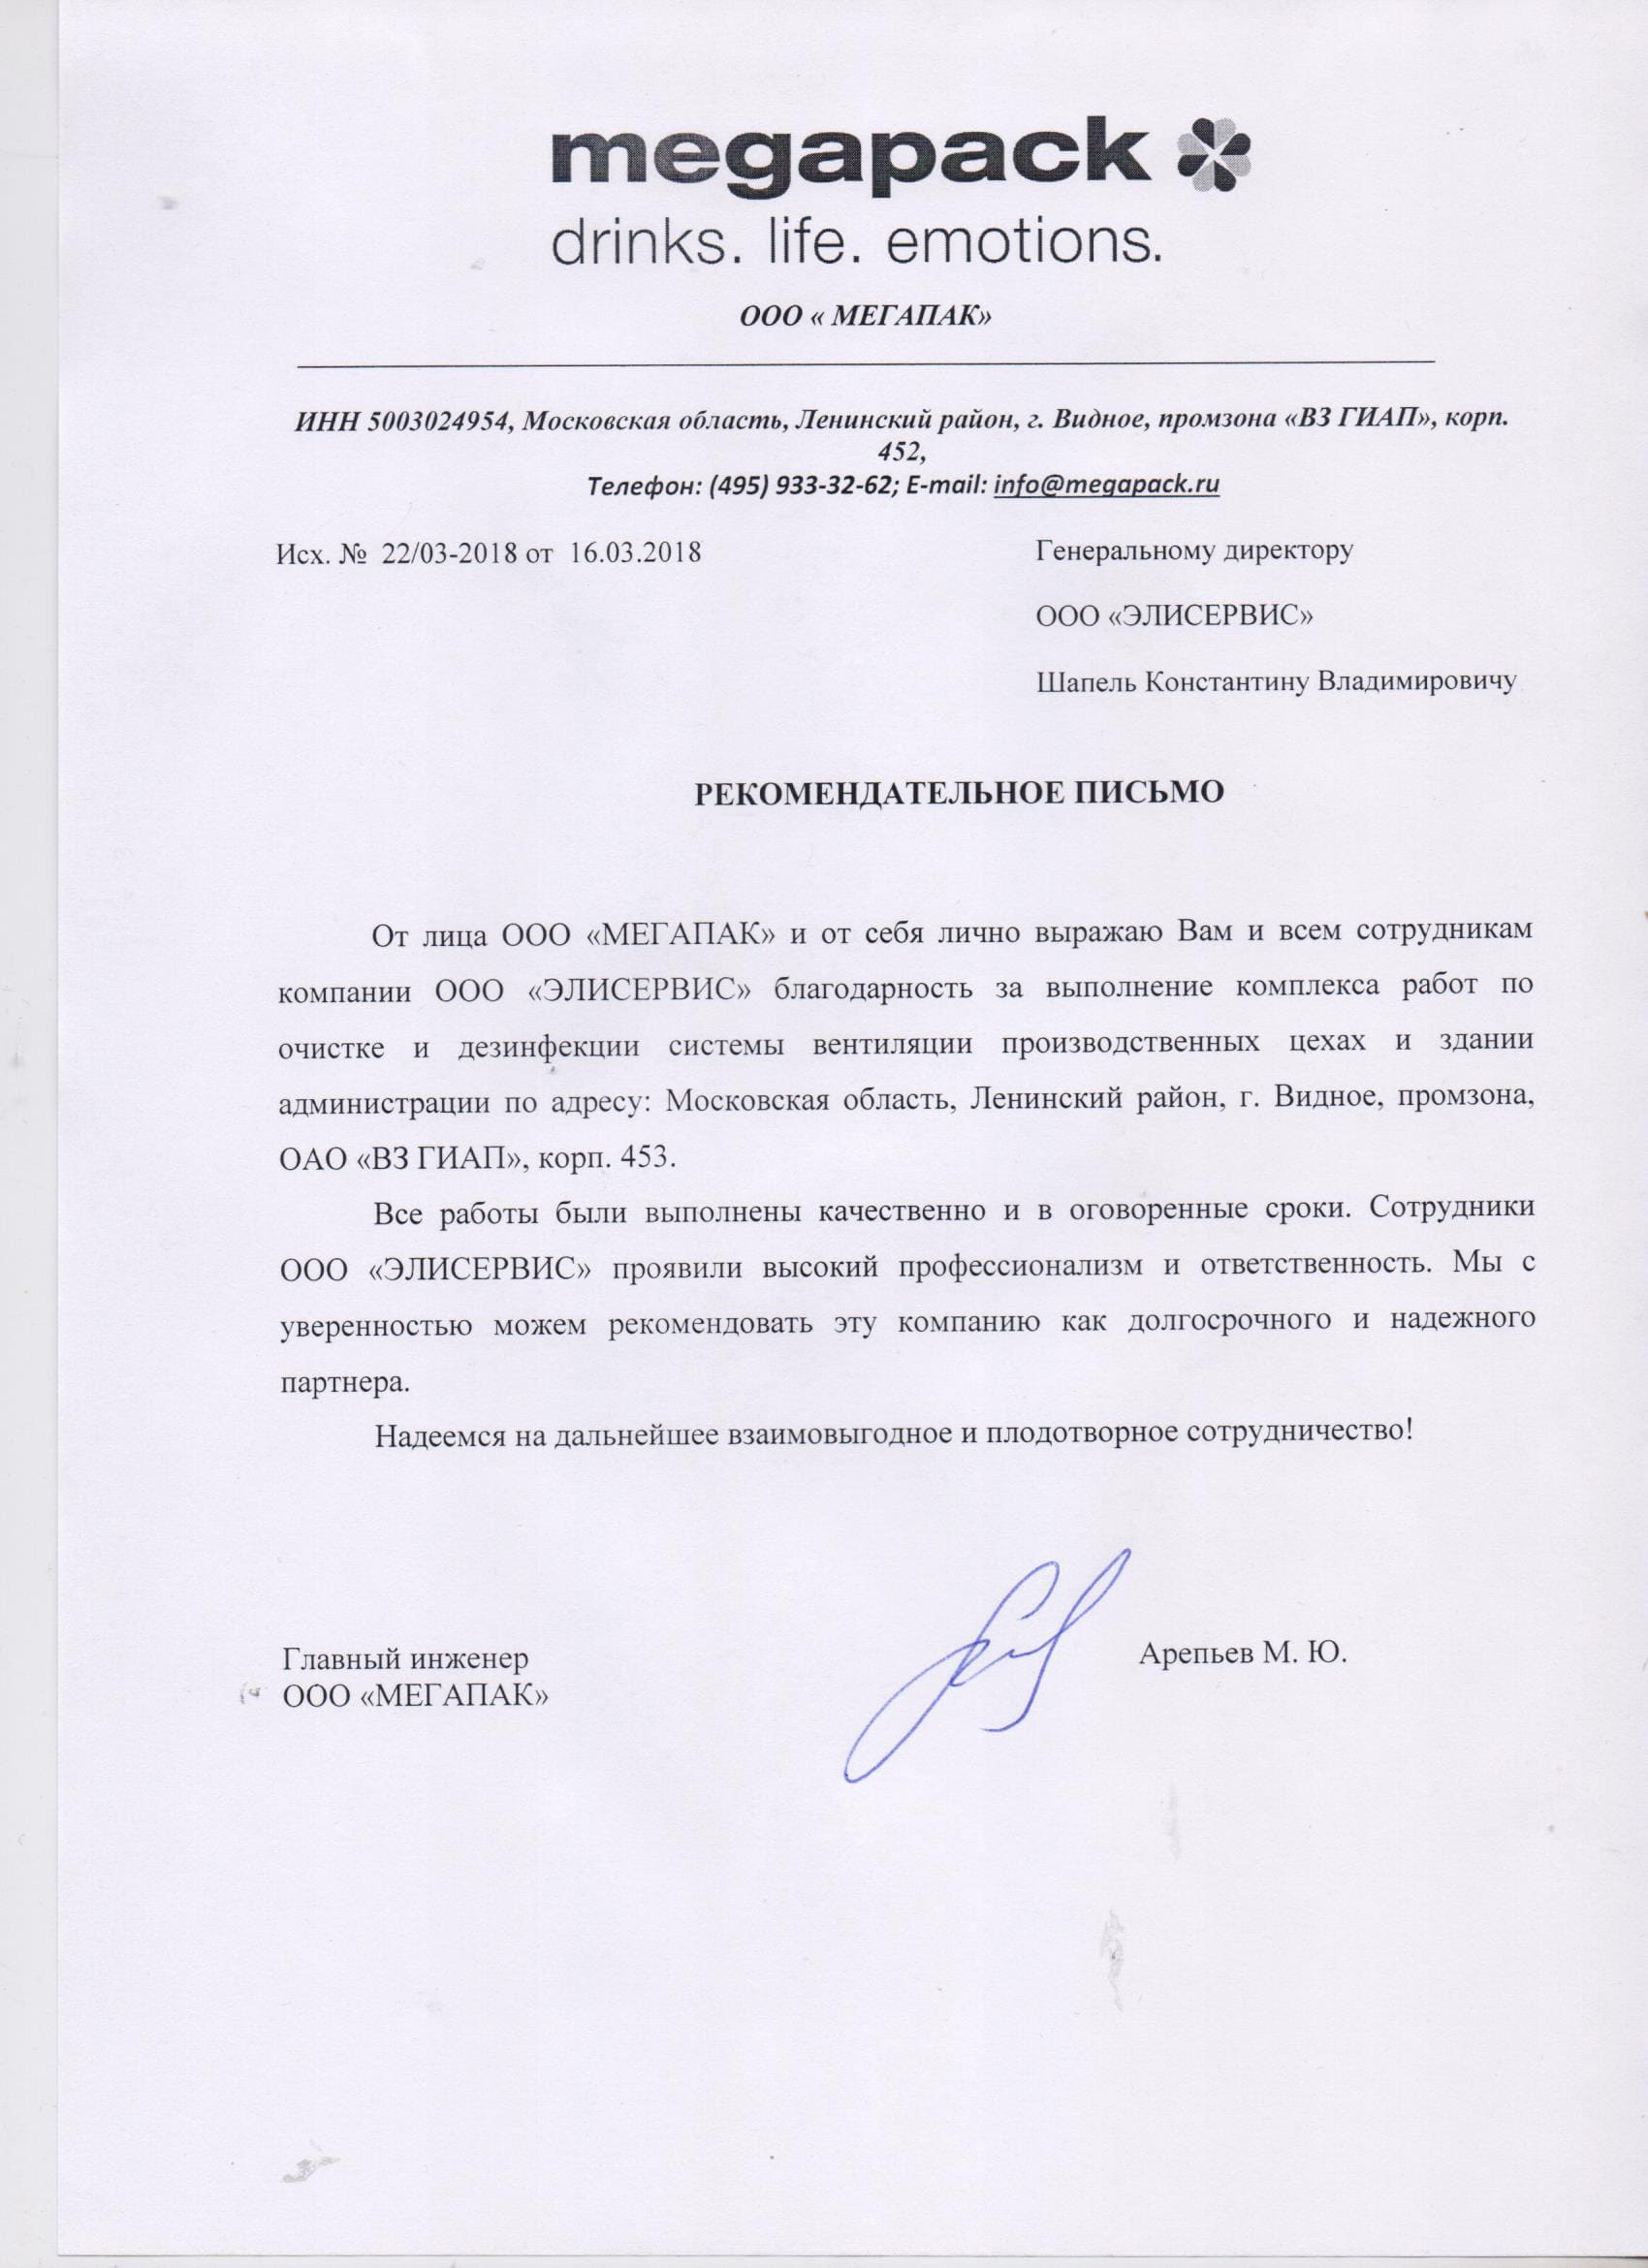 megapack
drinks. life. emotions.
ООО « МЕГАПАК»
ИНН 5003024954, Московская область, Ленинский район, г. Видное, промзона «ВЗ ГИАП», корп.
452,
Телефон: (495) 933-32-62; E-mail: info@megapack.ru
Исх. № 22/03-2018 от 16.03.2018
Генеральному директору
ООО «ЭЛИСЕРВИС»
Шапель Константину Владимировичу
РЕКОМЕНДАТЕЛЬНОЕ ПИСЬМО
От лица ООО «МЕГАПАК» и от себя лично выражаю Вам и всем сотрудникам
компании ООО «ЭЛИСЕРВИС» благодарность за выполнение комплекса работ по
очистке и дезинфекции системы вентиляции производственных цехах и здании
администрации по адресу: Московская область, Ленинский район, г. Видное, промзона,
ОАО «ВЗ ГИАП», корп. 453.
Все работы были выполнены качественно и в оговоренные сроки. Сотрудники
ООО «ЭЛИСЕРВИС» проявили высокий профессионализм и ответственность. Мы с
уверенностью можем рекомендовать эту компанию как долгосрочного и надежного
партнера.
Надеемся на дальнейшее взаимовыгодное и плодотворное сотрудничество!
Главный инженер
ООО «МЕГАПАК»
Арепьев М. Ю.